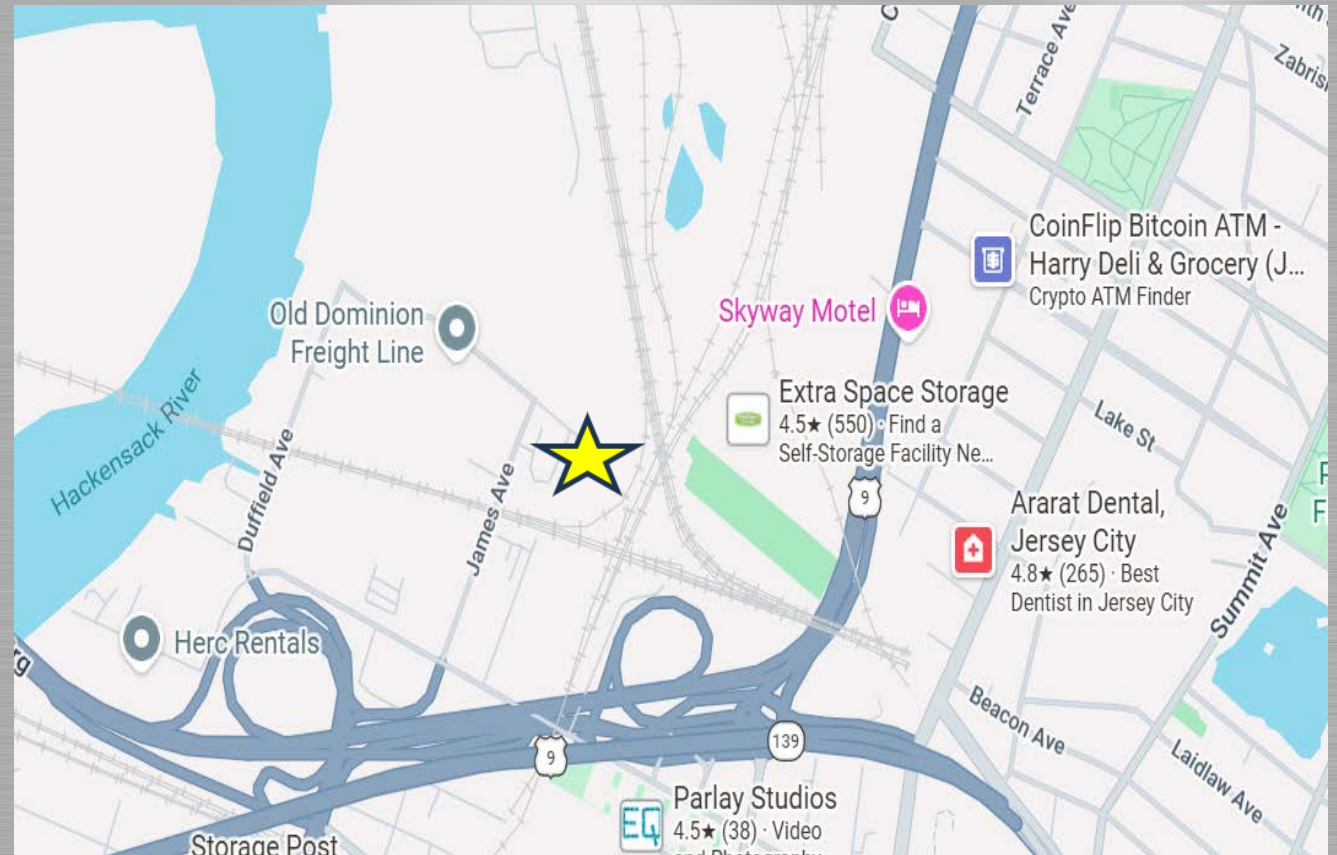 Terrace Ave
CoinFlip Bitcoin ATM -
Harry Deli & Grocery (J...
Crypto ATM Finder
Old Dominion
Freight Line
Skyway Motel
Extra Space Storage
4.5★ (550) · Find a
Self-Storage Facility Ne...
Hackensack River
Duffield Ave
James Ave
Lake St
9
Ararat Dental,
Jersey City
4.8★ (265) · Best
Dentist in Jersey City
Summit Ave
Herc Rentals
Beacon Ave
9
139
Laidlaw Ave
Parlay Studios
4.5★ (38) · Video
and Photography
Storage Post